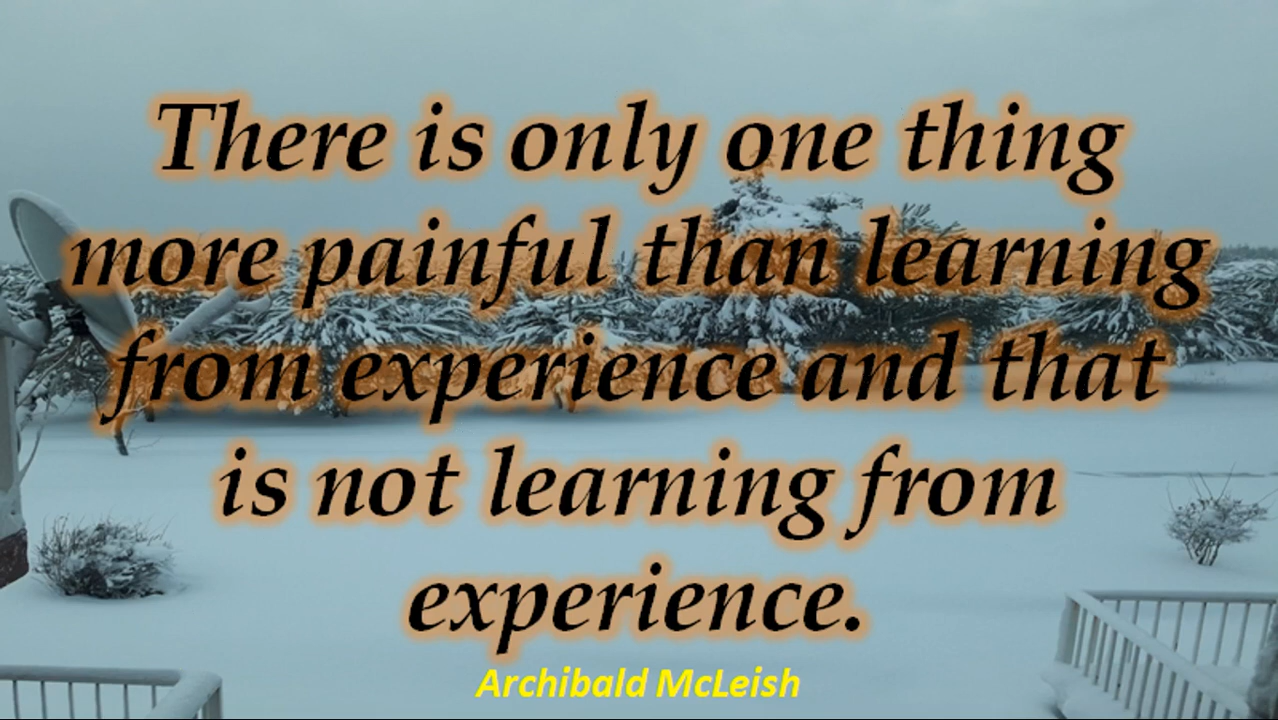 There is only one thing
more painful than learning
from experience and that
is not learning from
experience.
Archibald McLeish